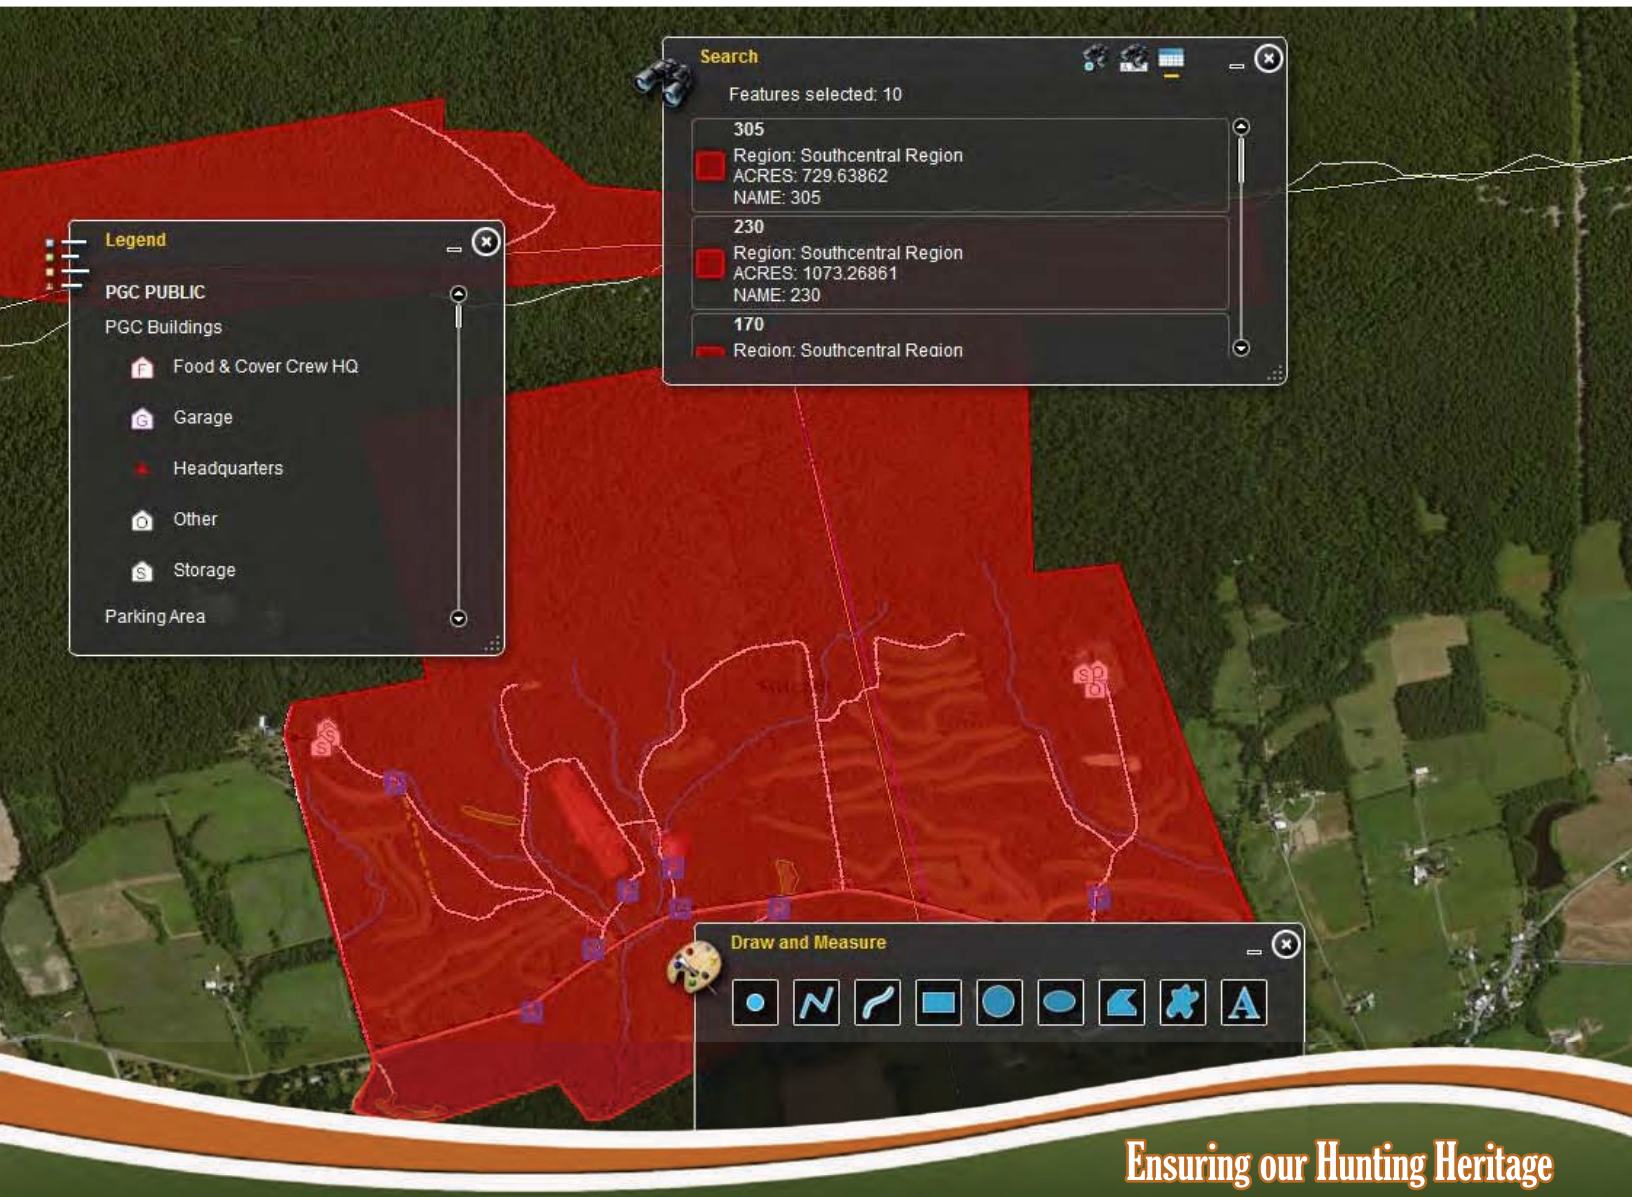 Search
Features selected: 10
305
Region: Southcentral Region
ACRES: 729.63862
NAME: 305
230
Region: Southcentral Region
ACRES: 1073.26861
NAME: 230
170
Region: Southcentral Region
Legend
PGC PUBLIC
PGC Buildings
F Food & Cover Crew HQ
G Garage
Headquarters
O Other
S Storage
Parking Area
S
S
S
O
Draw and Measure
A
Ensuring our Hunting Heritage